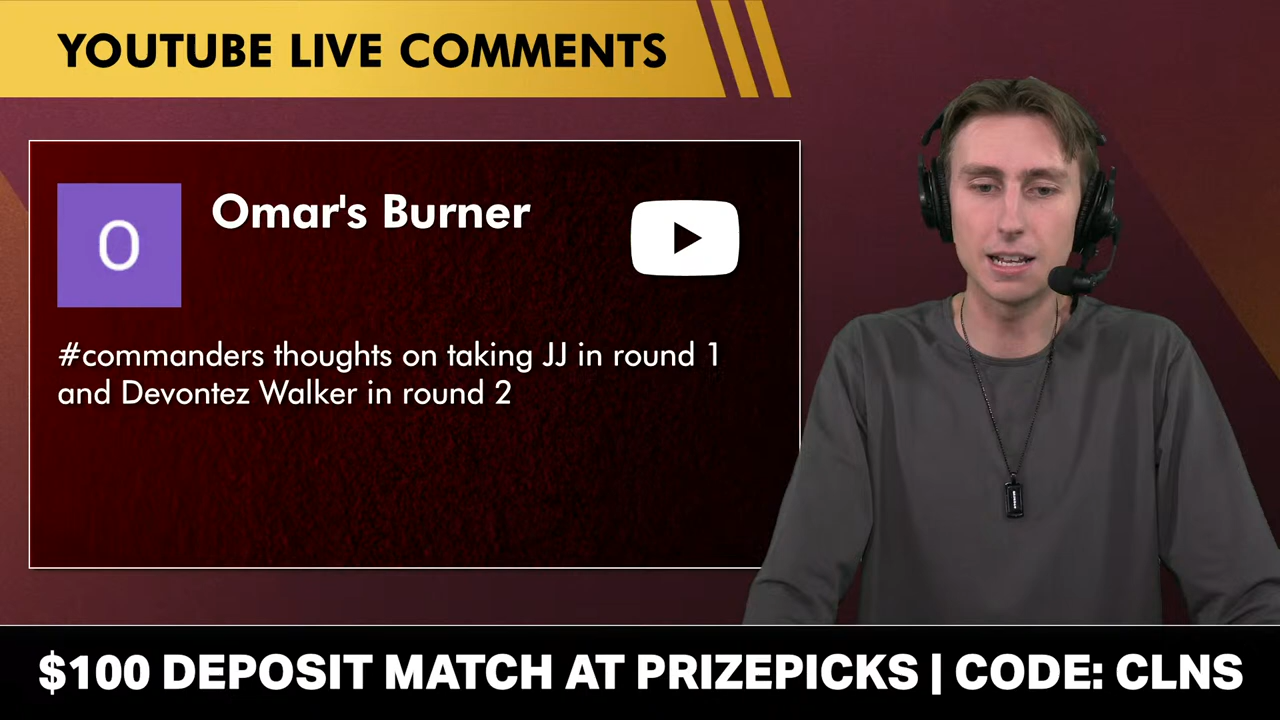 YOUTUBE LIVE COMMENTS
O
Omar's Burner
#commanders thoughts on taking JJ in round 1
and Devontez Walker in round 2
$100 DEPOSIT MATCH AT PRIZEPICKS | CODE: CLNS